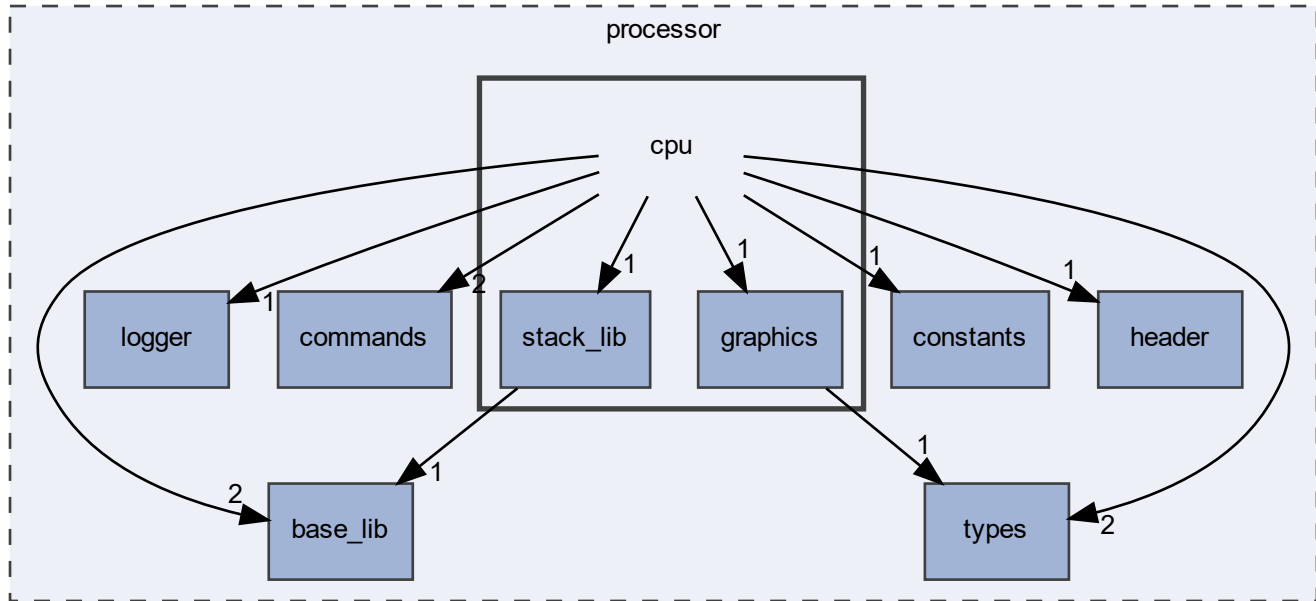 processor
cpu
1
1
1
1
1
2
logger
commands
stack_lib
graphics
constants
header
1
1
2
2
base_lib
types